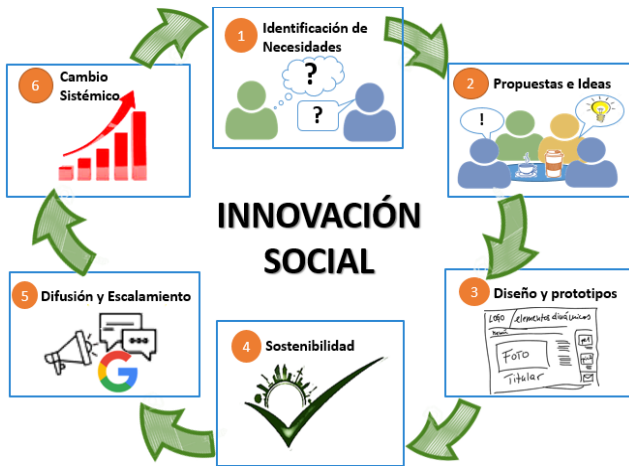 1
Identificación de
Necesidades
?
?
2
Propuestas e Ideas
!
INNOVACIÓN
SOCIAL
3
Diseño y prototipos
LOGO elementos dinámicos
FOTO
Titular
4
Sostenibilidad
5
Difusión y Escalamiento
G
6
Cambio
Sistémico